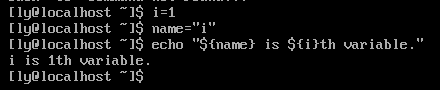 [ly@localhost ~]$ i=1
[ly@localhost ~]$ name="i"
[ly@localhost ~]$ echo "${name} is ${i}th variable."
i is 1th variable.
[ly@localhost ~]$